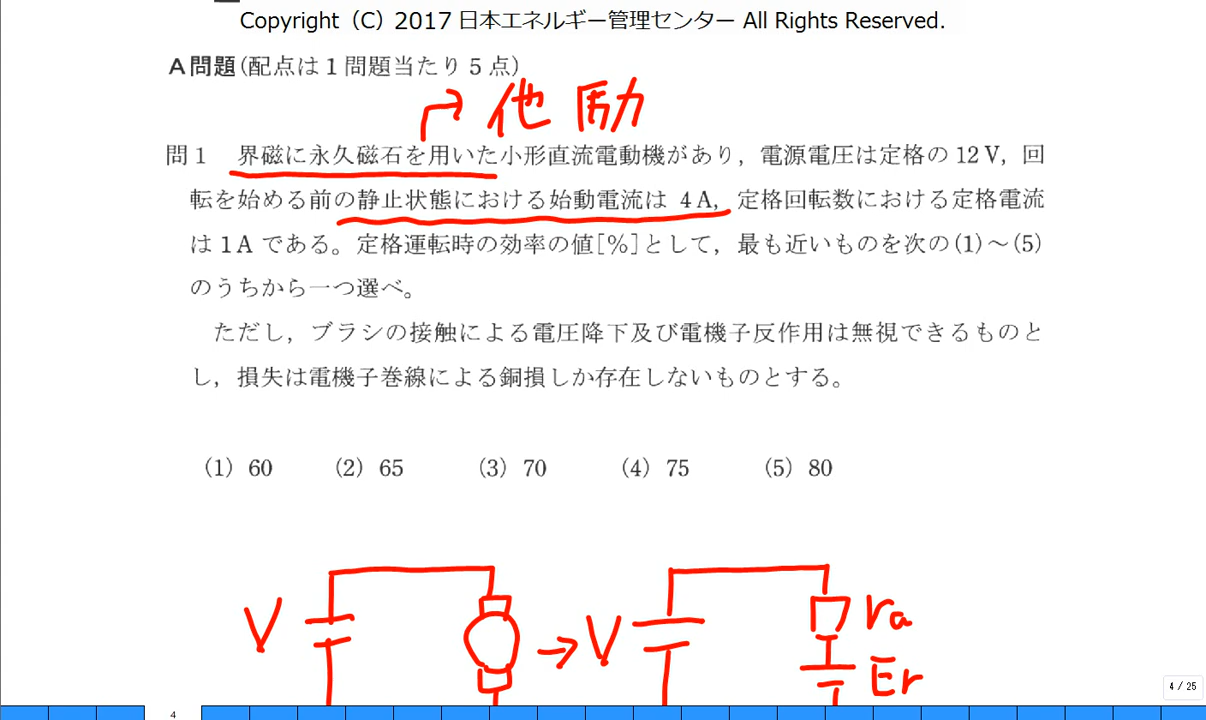 Copyright（C）2017 日本エネルギー管理センター All Rights Reserved.
A問題(配点は1問題当たり5点)
他励
問1 界磁に永久磁石を用いた小形直流電動機があり，電源電圧は定格の12V，回
転を始める前の静止状態における始動電流は 4A，定格回転数における定格電流
は1Aである。定格運転時の効率の値[%]として，最も近いものを次の(1)～(5)
のうちから一つ選べ。
ただし，ブラシの接触による電圧降下及び電機子反作用は無視できるものと
し，損失は電機子巻線による銅損しか存在しないものとする。
(1) 60 (2) 65 (3) 70 (4) 75 (5) 80
V → V ra
Er
4 / 25
4